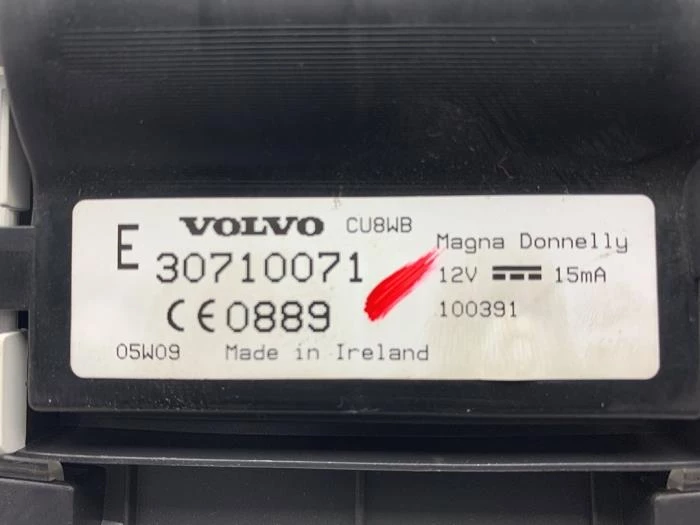 E VOLVO CU8WB
30710071
CE0889
05W09 Made in Ireland
Magna Donnelly
12V 15mA
100391